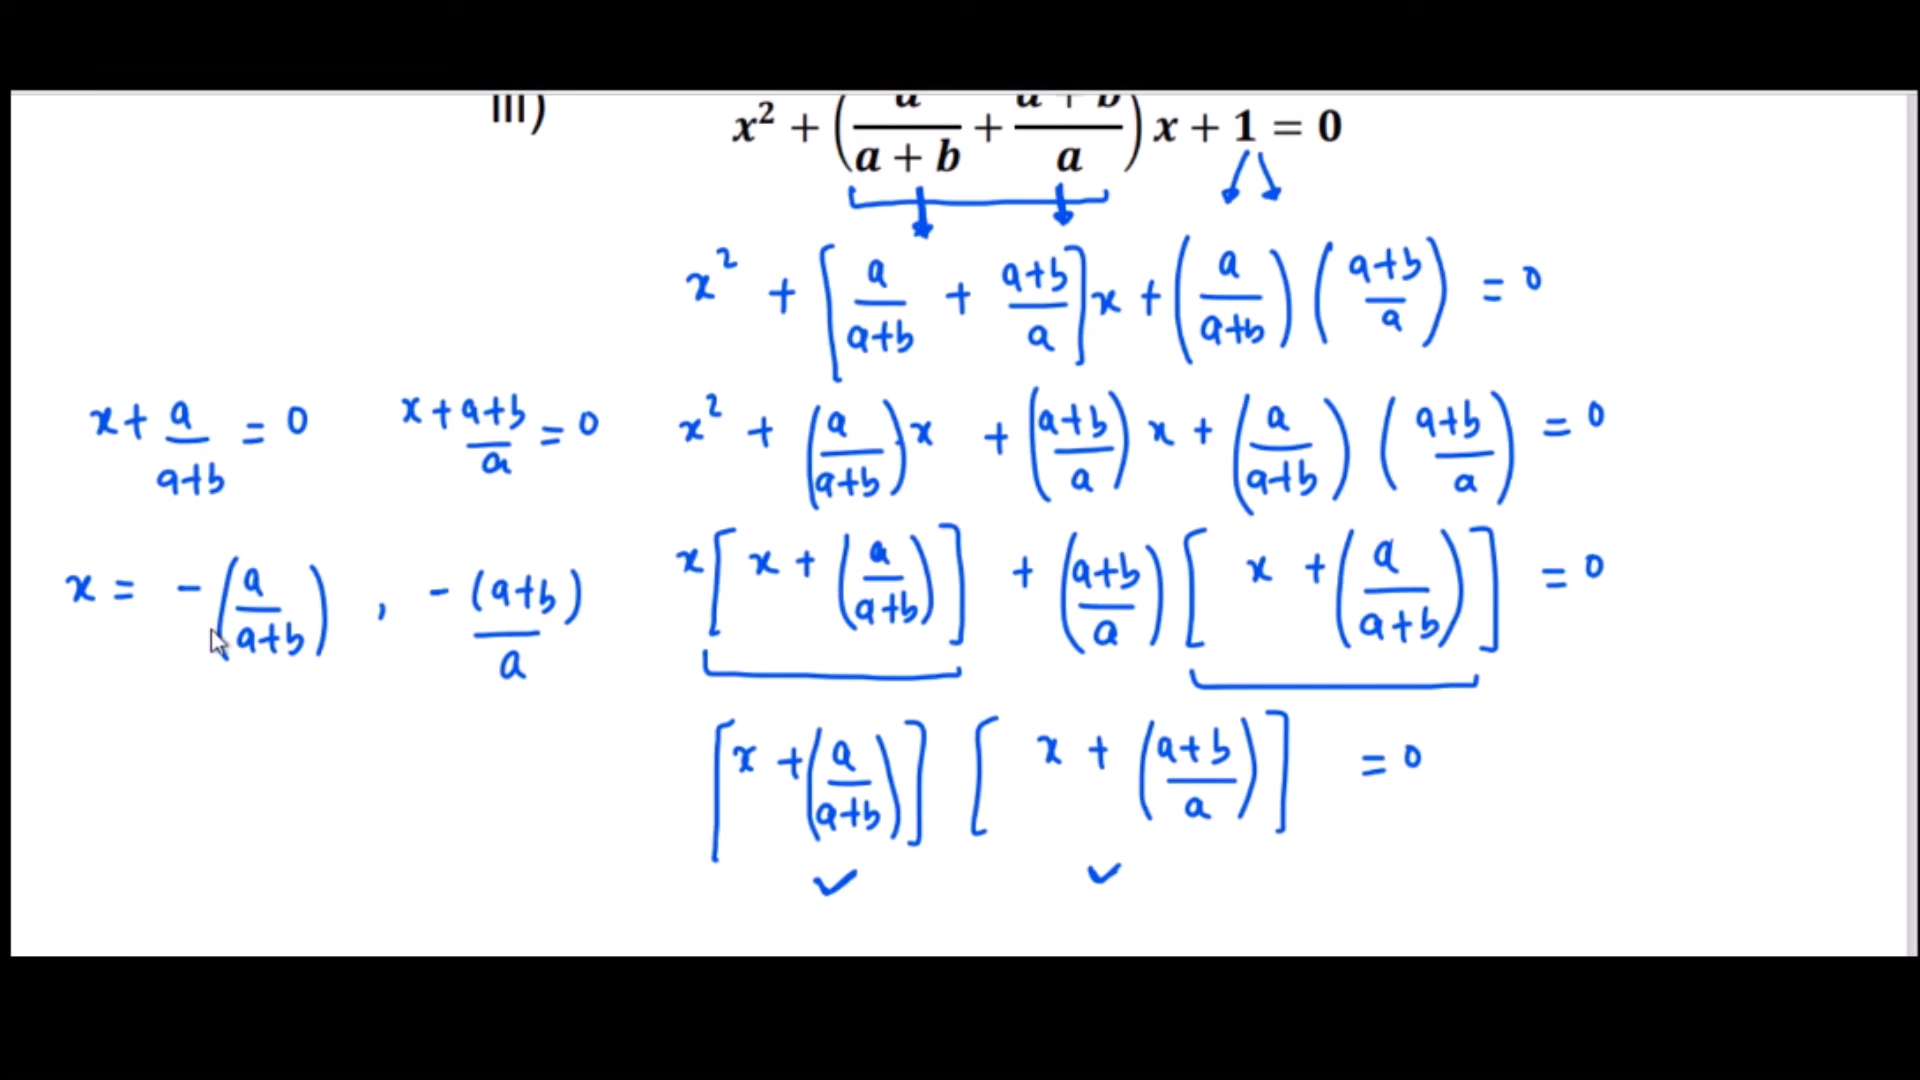 III) x² + (a/(a + b) + (a + b)/a) x + 1 = 0
x² + [a/(a+b) + (a+b)/a] x + (a/(a+b)) ((a+b)/a) = 0
x + a/(a+b) = 0    x + (a+b)/a = 0
x² + (a/(a+b)) x + ((a+b)/a) x + (a/(a+b)) ((a+b)/a) = 0
x = -(a/(a+b)) , -(a+b)/a
x [x + (a/(a+b))] + ((a+b)/a) [x + (a/(a+b))] = 0
[x + (a/(a+b))] [x + ((a+b)/a)] = 0